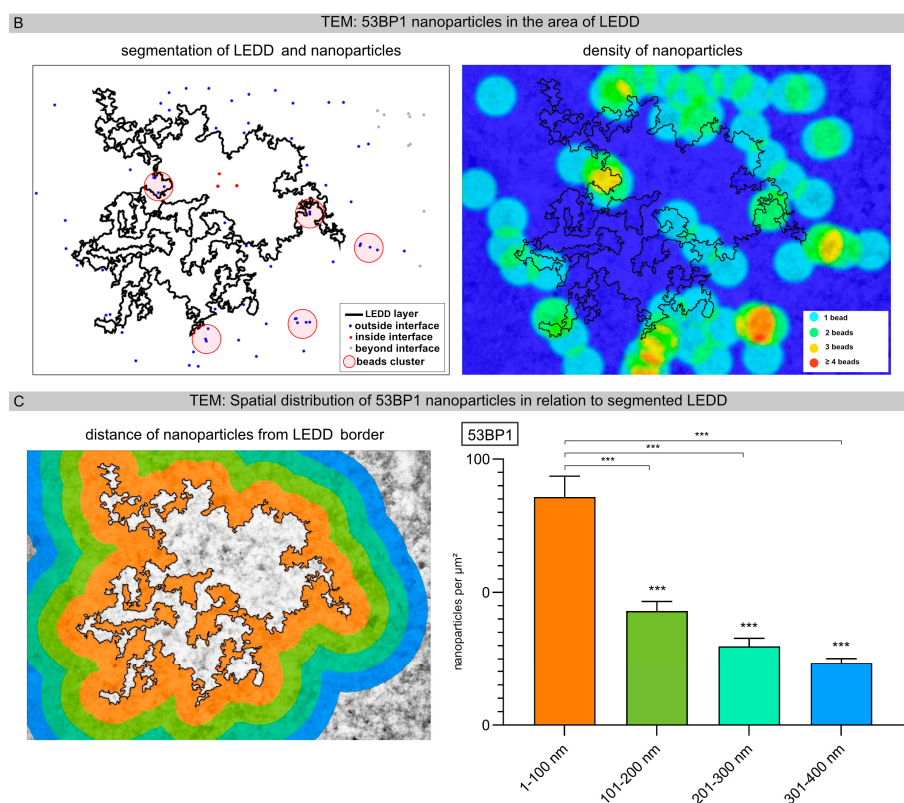 B
TEM: 53BP1 nanoparticles in the area of LEDD
segmentation of LEDD and nanoparticles
density of nanoparticles
LEDD layer
outside interface
inside interface
beyond interface
beads cluster
1 bead
2 beads
3 beads
≥ 4 beads
C
TEM: Spatial distribution of 53BP1 nanoparticles in relation to segmented LEDD
distance of nanoparticles from LEDD border
53BP1
***
***
***
100
0
0
nanoparticles per µm²
***
***
***
1-100 nm
101-200 nm
201-300 nm
301-400 nm